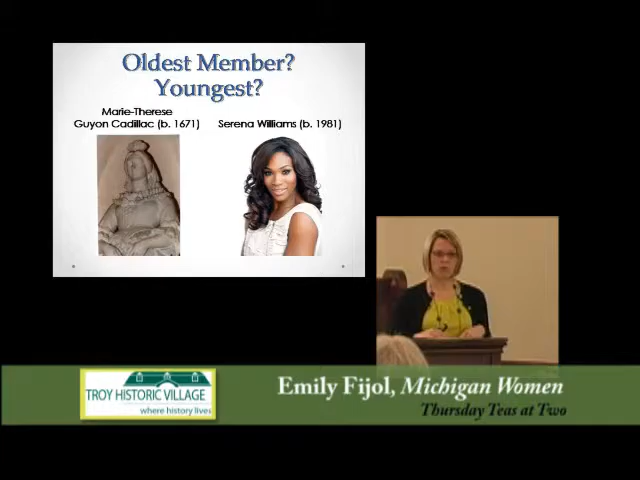 Oldest Member?
Youngest?
Marie-Therese
Guyon Cadillac (b. 1671)
Serena Williams (b. 1981)
TROY HISTORIC VILLAGE
where history lives
Emily Fijol, Michigan Women
Thursday Teas at Two